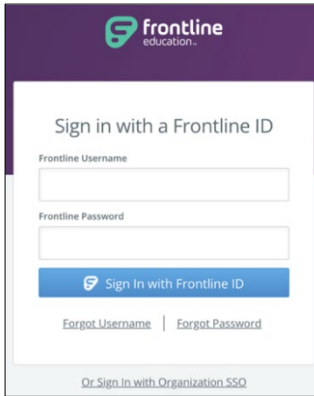 frontline
education™
Sign in with a Frontline ID
Frontline Username
Frontline Password
Sign In with Frontline ID
Forgot Username | Forgot Password
Or Sign In with Organization SSO